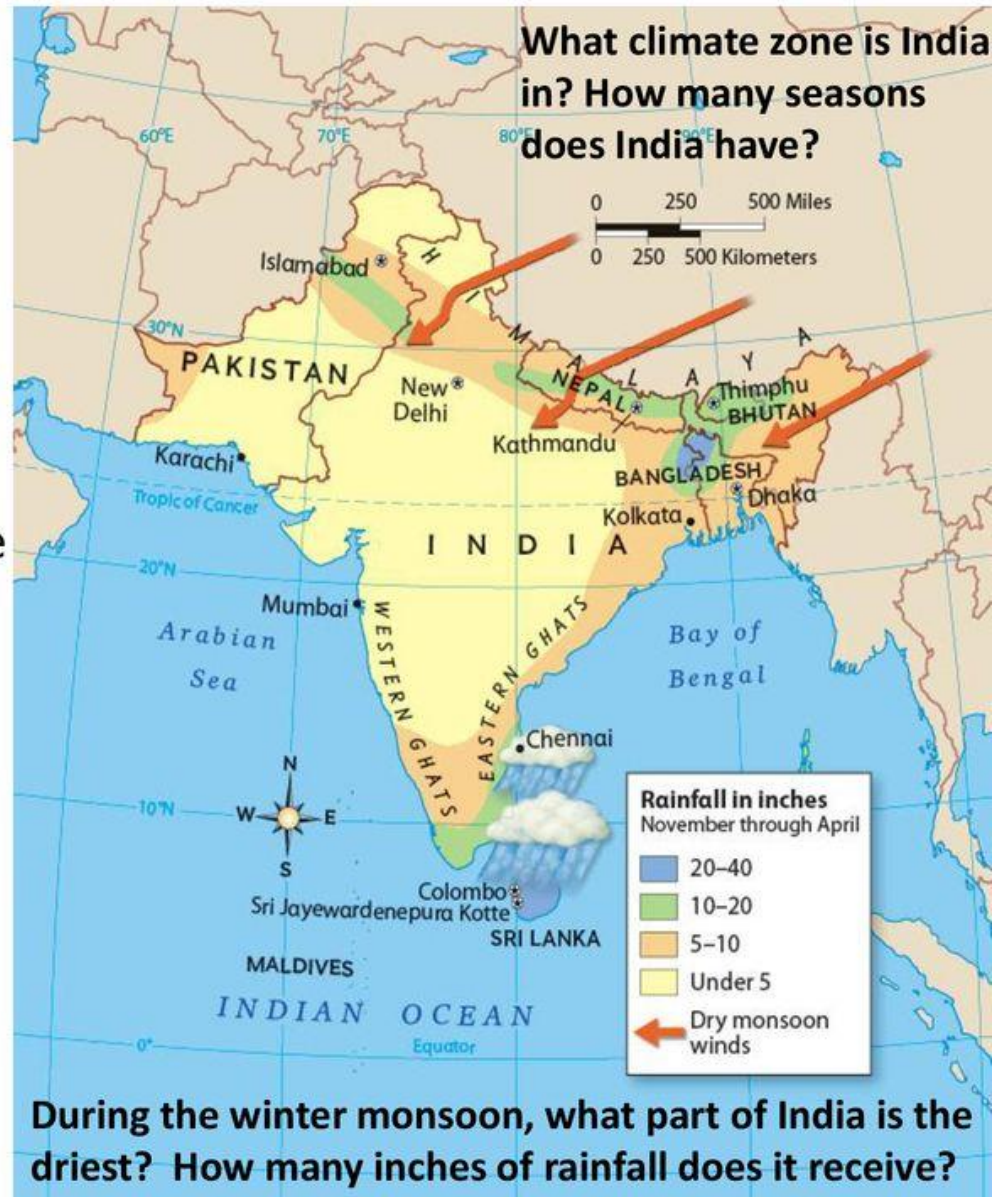 What climate zone is India
in? How many seasons
does India have?
60°E
70°E
80°E
90°E
0 250 500 Miles
0 250 500 Kilometers
Islamabad
HIMALAYA
30°N
PAKISTAN
New
Delhi
NEPAL
Thimphu
BHUTAN
Kathmandu
Karachi
BANGLADESH
Dhaka
Tropic of Cancer
Kolkata
INDIA
e
20°N
Mumbai
Arabian
Sea
WESTERN GHATS
EASTERN GHATS
Bay of
Bengal
Chennai
N
W E
S
10°N
Rainfall in inches
November through April
20–40
10–20
5–10
Under 5
Dry monsoon
winds
Colombo
Sri Jayewardenepura Kotte
SRI LANKA
MALDIVES
INDIAN OCEAN
0°
Equator
During the winter monsoon, what part of India is the
driest? How many inches of rainfall does it receive?